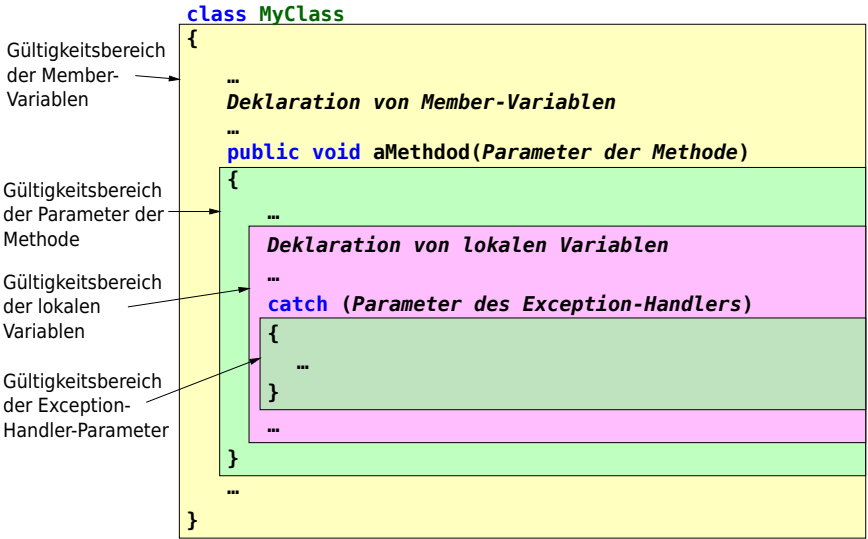 class MyClass
{
Gültigkeitsbereich
der Member-
Variablen
…
Deklaration von Member-Variablen
…
public void aMethdod(Parameter der Methode)
{
Gültigkeitsbereich
der Parameter der
Methode
…
Deklaration von lokalen Variablen
…
Gültigkeitsbereich
der lokalen
Variablen
catch (Parameter des Exception-Handlers)
{
…
}
Gültigkeitsbereich
der Exception-
Handler-Parameter
…
}
…
}